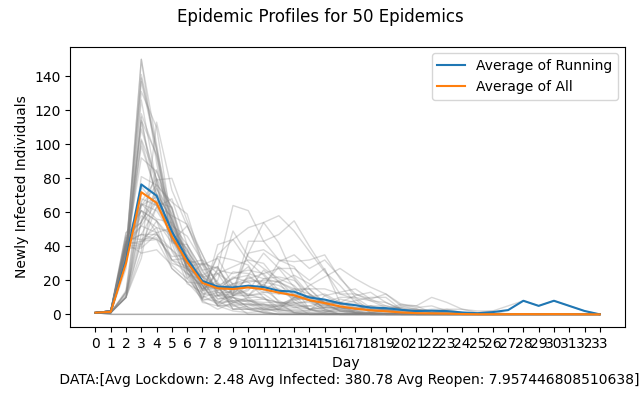 Epidemic Profiles for 50 Epidemics
Average of Running
Average of All
Newly Infected Individuals
140
120
100
80
60
40
20
0
0 1 2 3 4 5 6 7 8 9 10 11 12 13 14 15 16 17 18 19 20 21 22 23 24 25 26 27 28 29 30 31 32 33
Day
DATA:[Avg Lockdown: 2.48 Avg Infected: 380.78 Avg Reopen: 7.957446808510638]